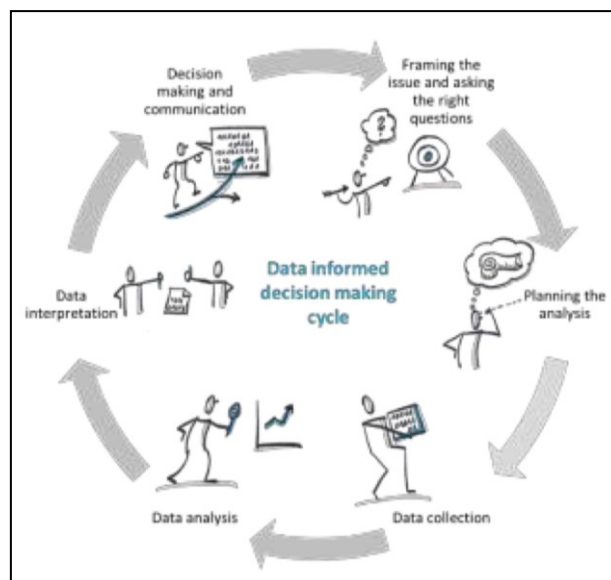 Decision
making and
communication
Framing the
issue and asking
the right
questions
?
Planning the
analysis
Data collection
Data analysis
Data
interpretation
Data informed
decision making
cycle